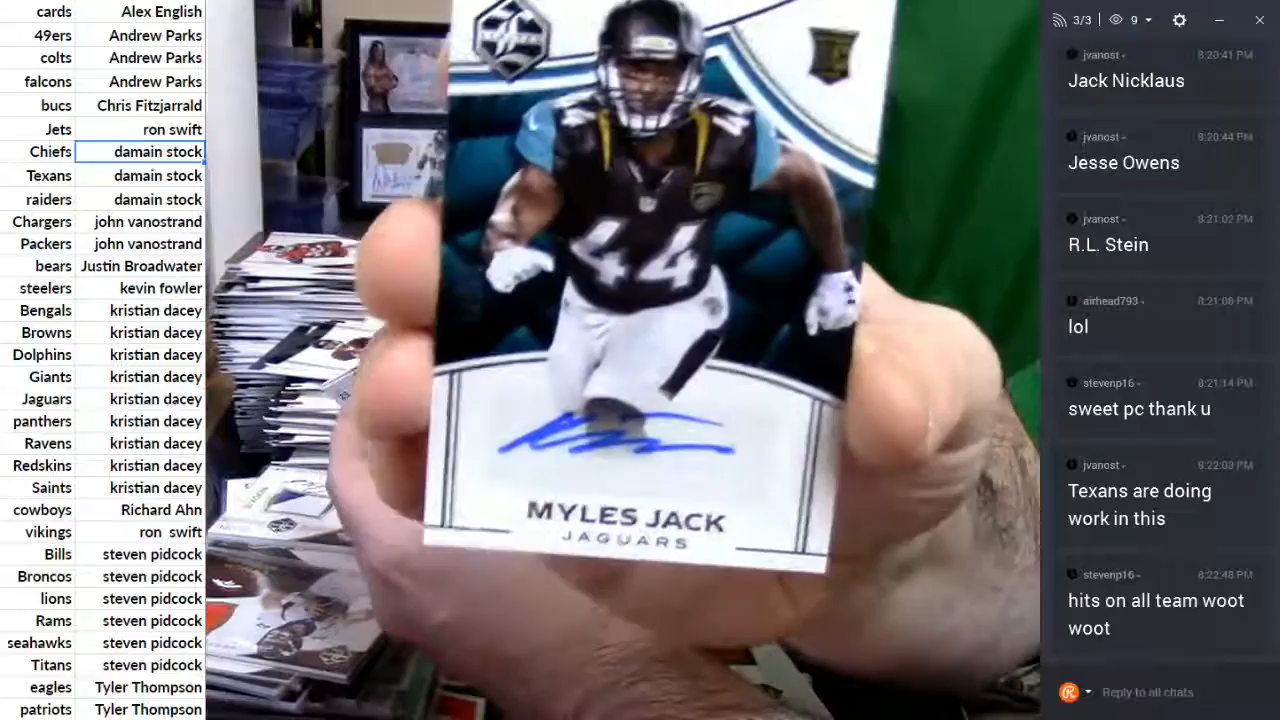 cards Alex English
49ers Andrew Parks
colts Andrew Parks
falcons Andrew Parks
bucs Chris Fitzjarrald
Jets ron swift
Chiefs damain stock
Texans damain stock
raiders damain stock
Chargers john vanostrand
Packers john vanostrand
bears Justin Broadwater
steelers kevin fowler
Bengals kristian dacey
Browns kristian dacey
Dolphins kristian dacey
Giants kristian dacey
Jaguars kristian dacey
panthers kristian dacey
Ravens kristian dacey
Redskins kristian dacey
Saints kristian dacey
cowboys Richard Ahn
vikings ron swift
Bills steven pidcock
Broncos steven pidcock
lions steven pidcock
Rams steven pidcock
seahawks steven pidcock
Titans steven pidcock
eagles Tyler Thompson
patriots Tyler Thompson
LIMITED
44
MYLES JACK
JAGUARS
3/3 9
jvanost 8:20:41 PM
Jack Nicklaus
jvanost 8:20:44 PM
Jesse Owens
jvanost 8:21:02 PM
R.L. Stein
airhead793 8:21:08 PM
lol
stevenp16 8:21:14 PM
sweet pc thank u
jvanost 8:22:03 PM
Texans are doing
work in this
stevenp16 8:22:48 PM
hits on all team woot
woot
Reply to all chats